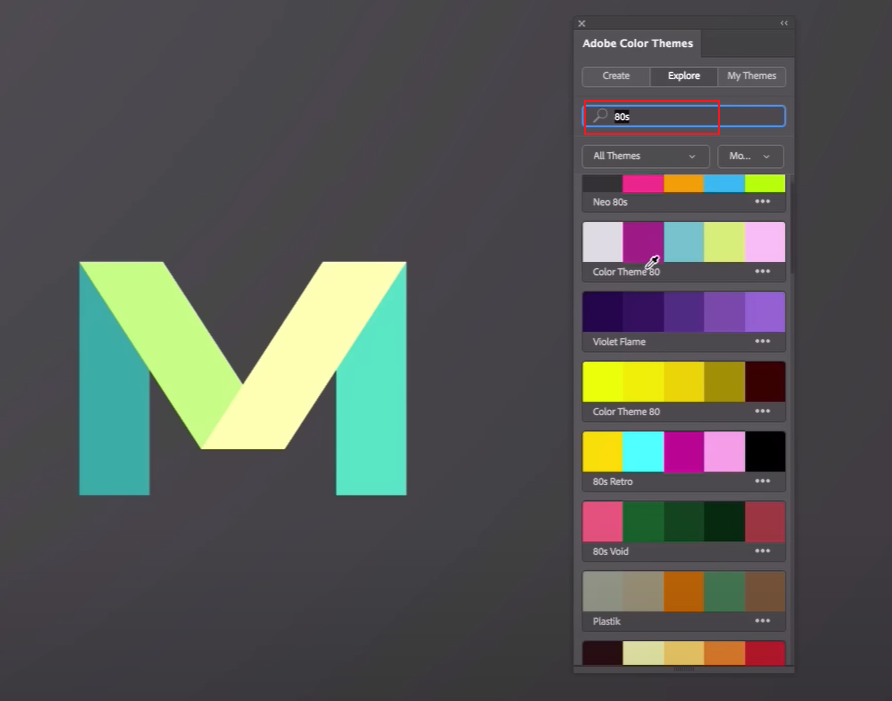 Adobe Color Themes
Create Explore My Themes
80s
All Themes Mo...
Neo 80s
Color Theme 80
Violet Flame
Color Theme 80
80s Retro
80s Void
Plastik